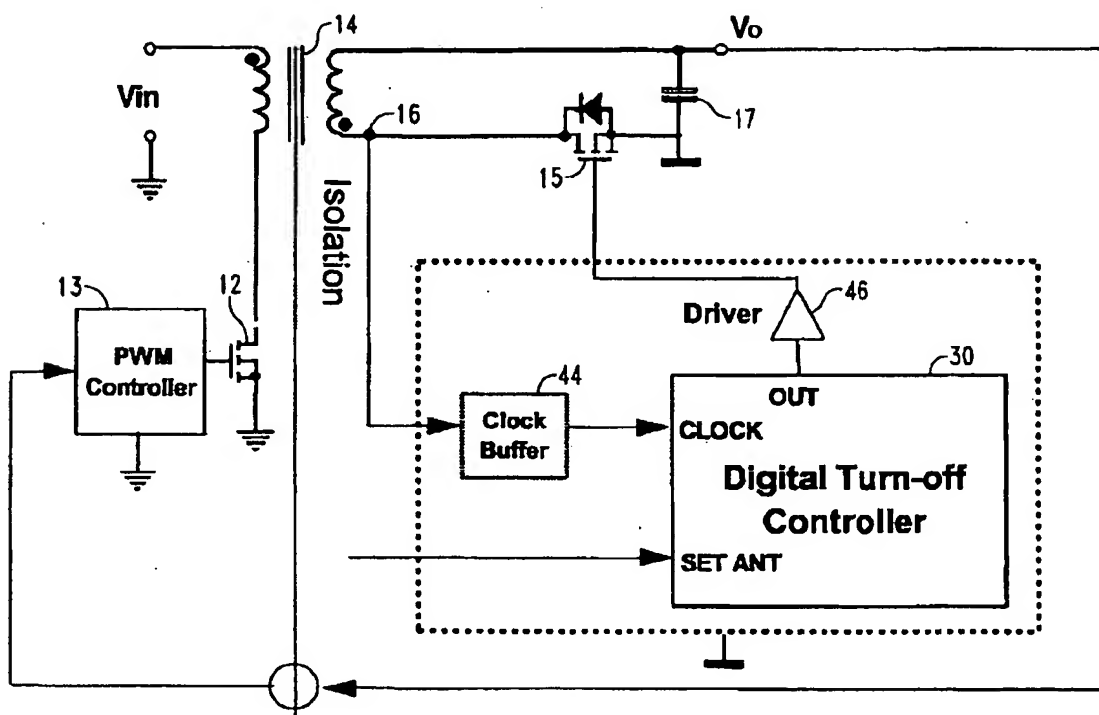 14
Vo
Vin
16
17
15
Isolation
13
12
PWM
Controller
Driver
46
44
30
OUT
Clock
Buffer
CLOCK
Digital Turn-off
Controller
SET ANT